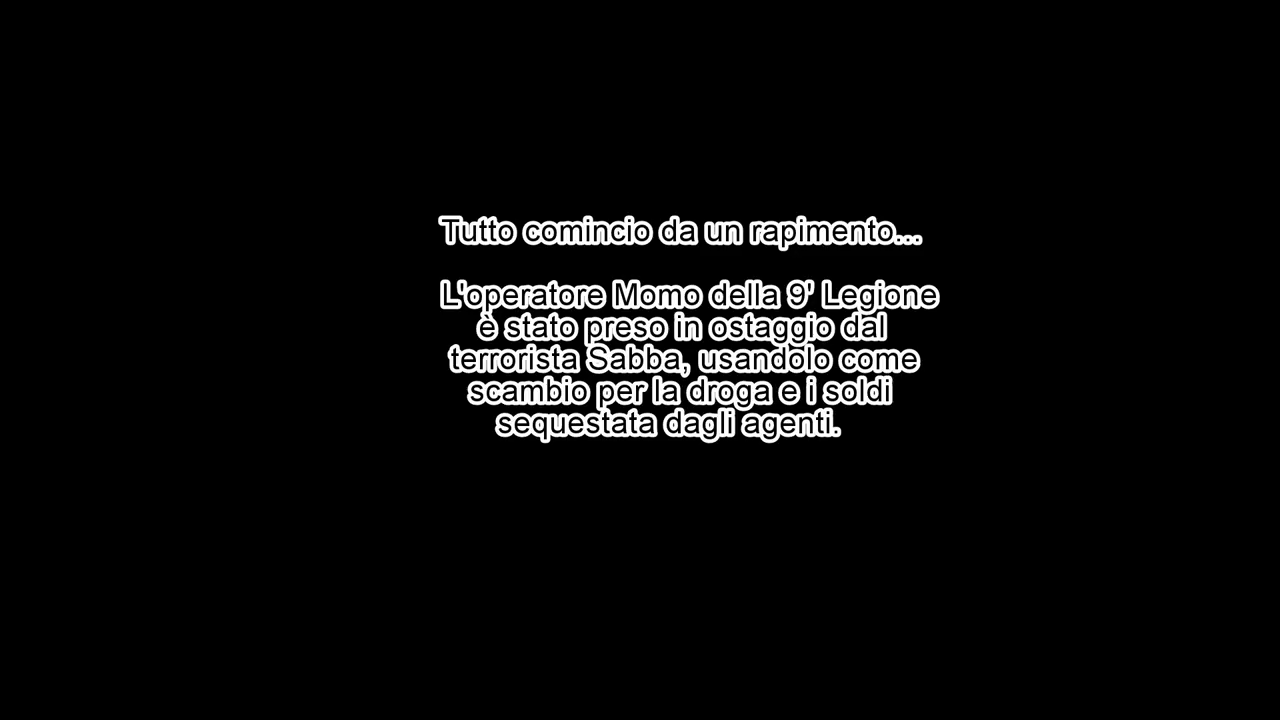 Tutto comincio da un rapimento...
L'operatore Momo della 9' Legione
è stato preso in ostaggio dal
terrorista Sabba, usandolo come
scambio per la droga e i soldi
sequestata dagli agenti.